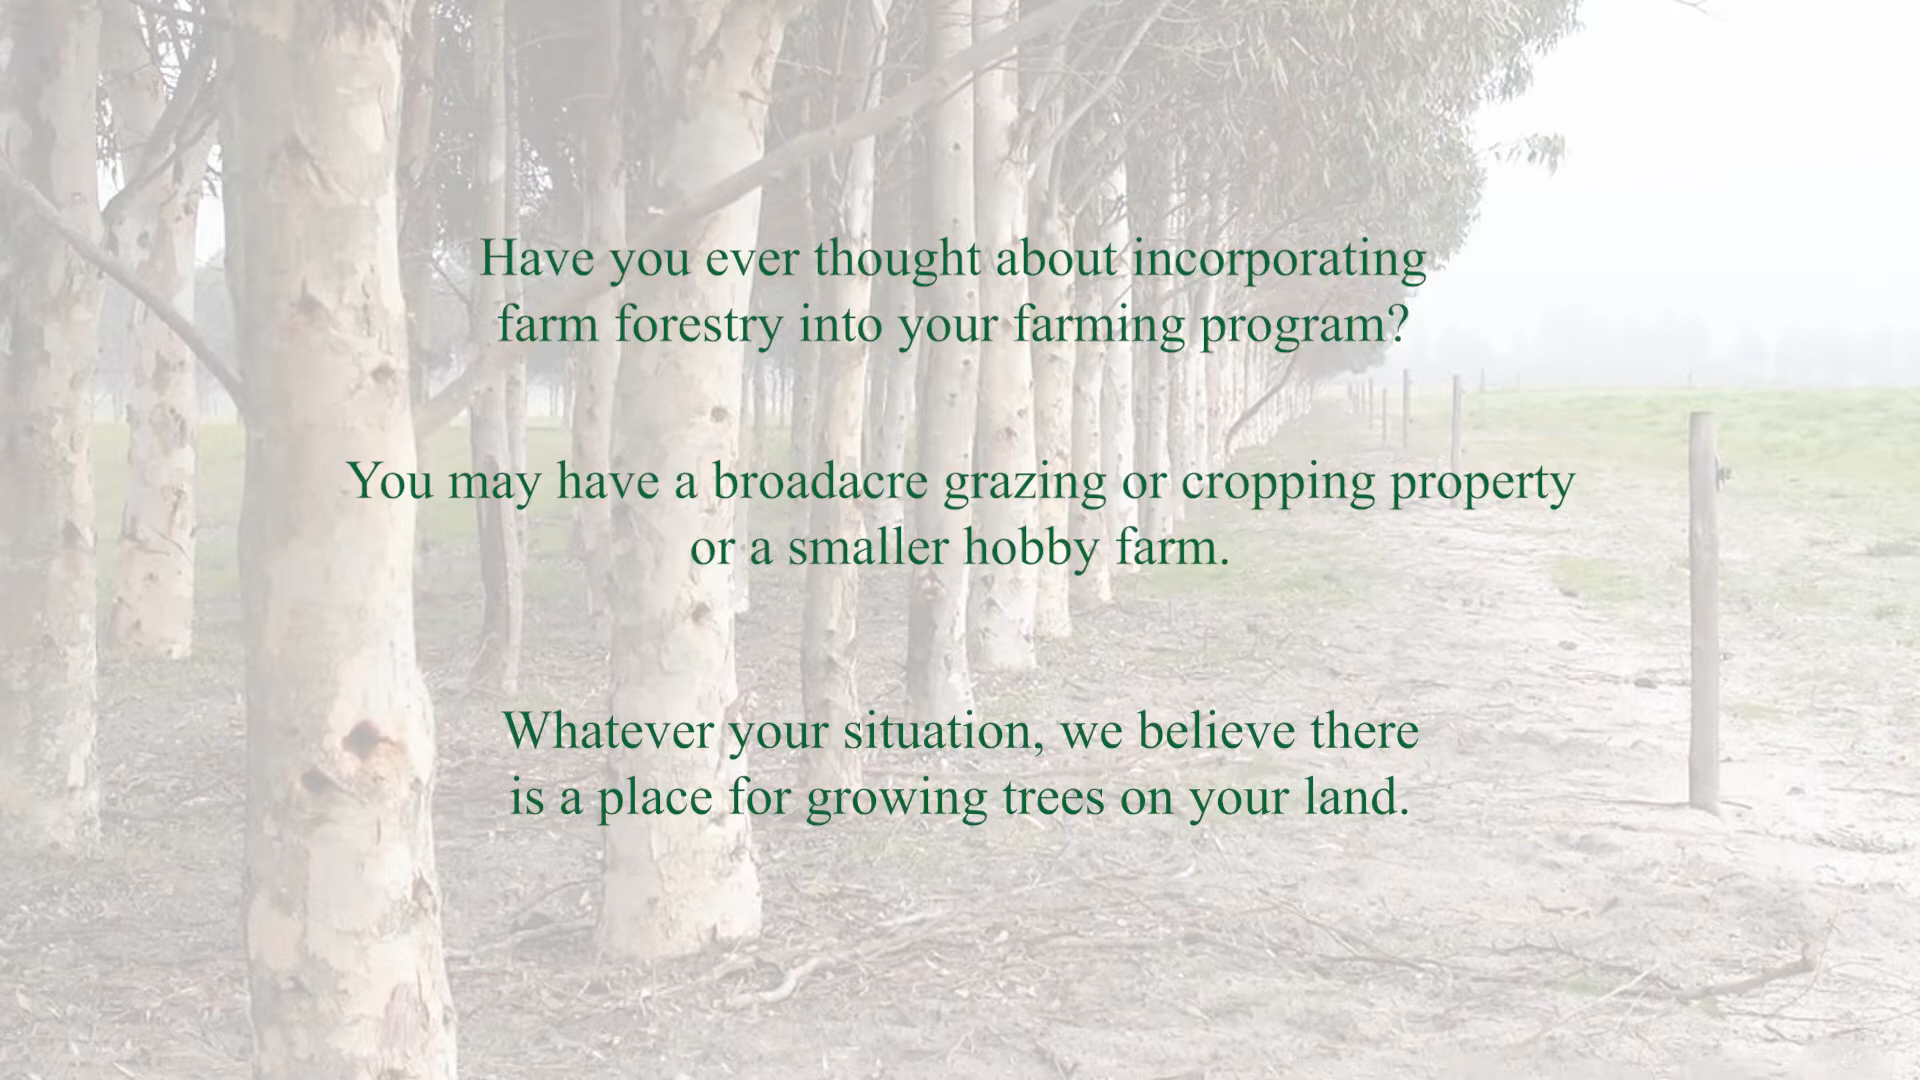 Have you ever thought about incorporating
farm forestry into your farming program?
You may have a broadacre grazing or cropping property
or a smaller hobby farm.
Whatever your situation, we believe there
is a place for growing trees on your land.